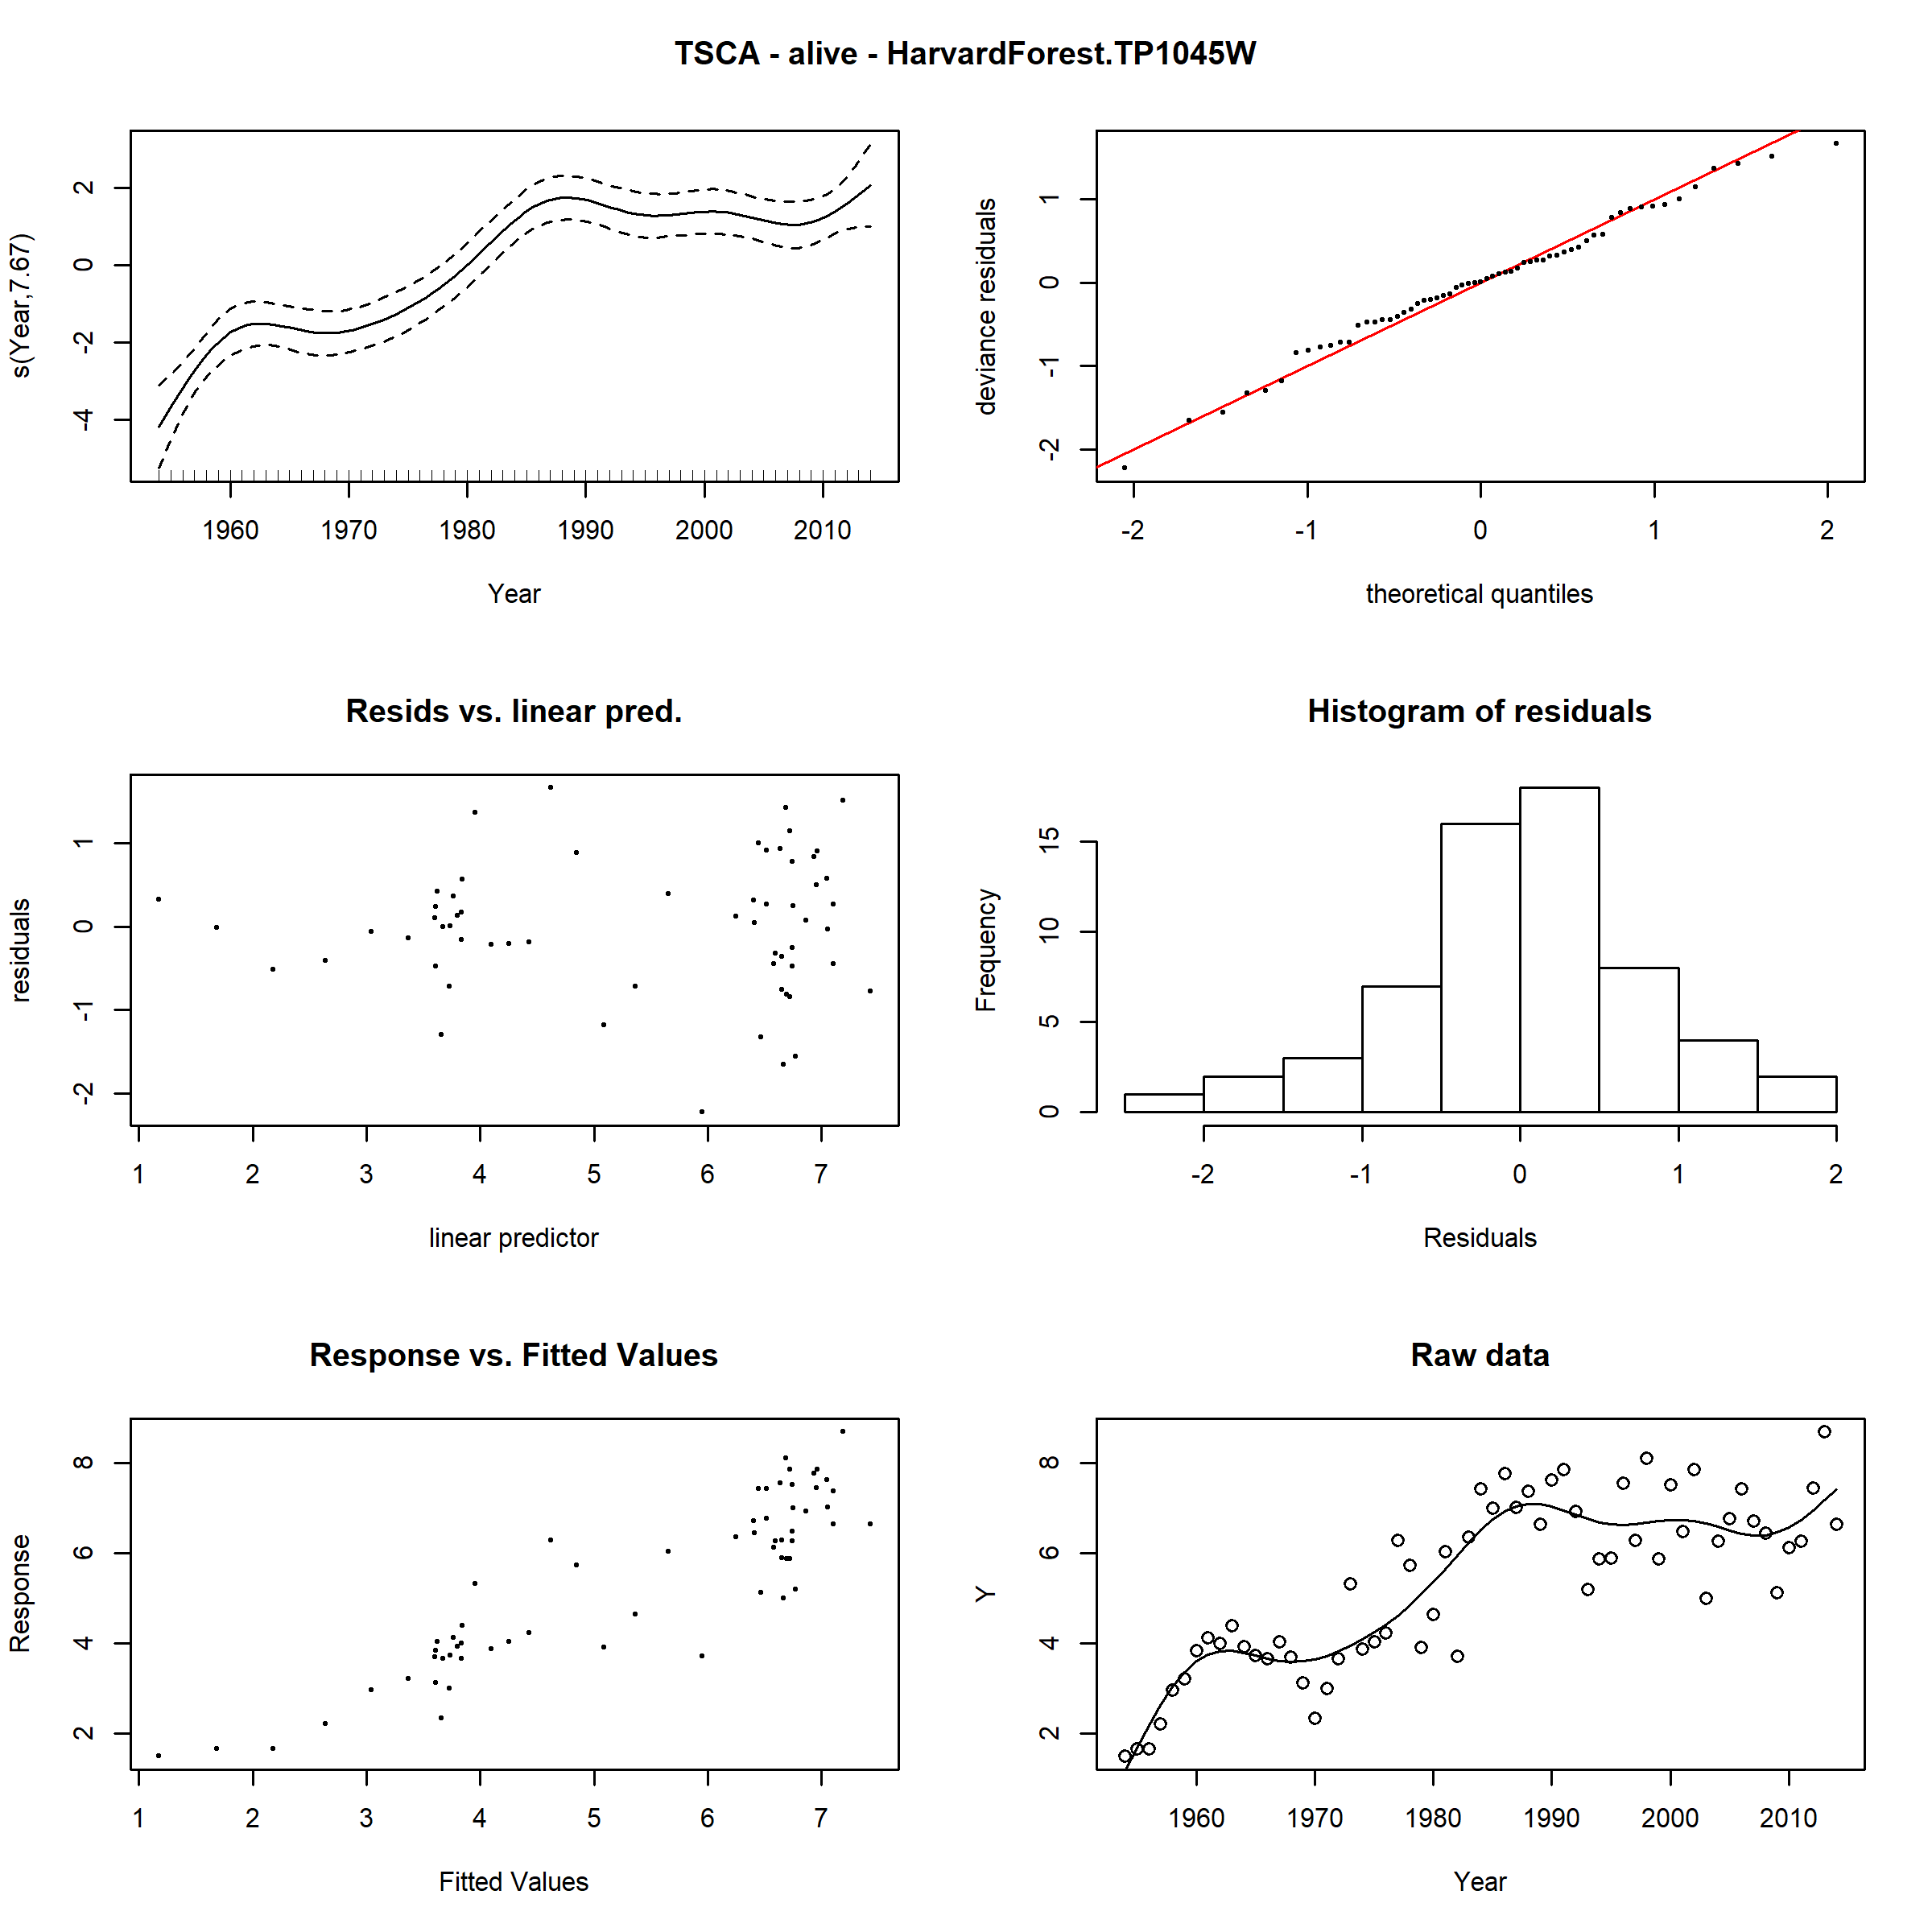 TSCA - alive - HarvardForest.TP1045W
s(Year,7.67)
2
0
-2
-4
1960 1970 1980 1990 2000 2010
Year
deviance residuals
1
0
-1
-2
-2 -1 0 1 2
theoretical quantiles
Resids vs. linear pred.
residuals
1
0
-1
-2
1 2 3 4 5 6 7
linear predictor
Histogram of residuals
Frequency
15
10
5
0
-2 -1 0 1 2
Residuals
Response vs. Fitted Values
Response
8
6
4
2
1 2 3 4 5 6 7
Fitted Values
Raw data
Y
8
6
4
2
1960 1970 1980 1990 2000 2010
Year